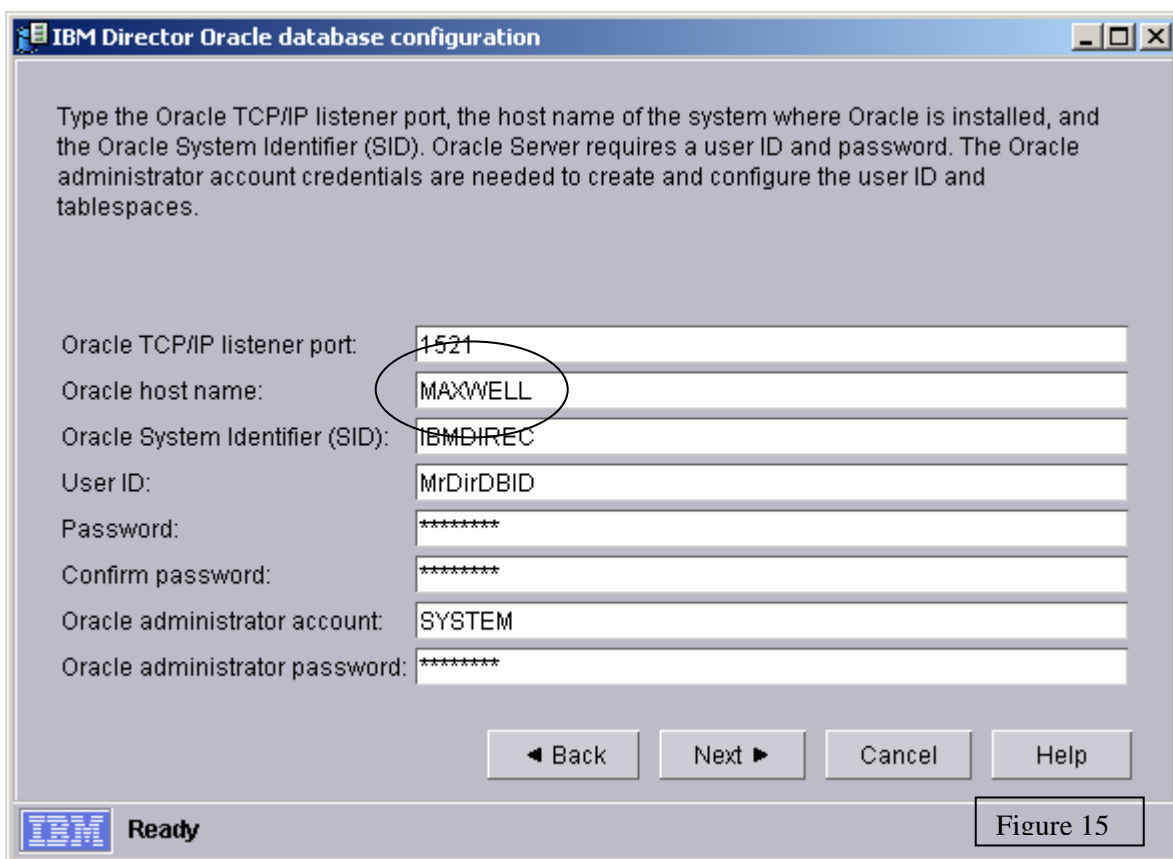 IBM Director Oracle database configuration
Type the Oracle TCP/IP listener port, the host name of the system where Oracle is installed, and
the Oracle System Identifier (SID). Oracle Server requires a user ID and password. The Oracle
administrator account credentials are needed to create and configure the user ID and
tablespaces.
Oracle TCP/IP listener port: 1521
Oracle host name: MAXWELL
Oracle System Identifier (SID): IBMDIREC
User ID: MrDirDBID
Password: ********
Confirm password: ********
Oracle administrator account: SYSTEM
Oracle administrator password: ********
Back Next Cancel Help
IBM Ready
Figure 15